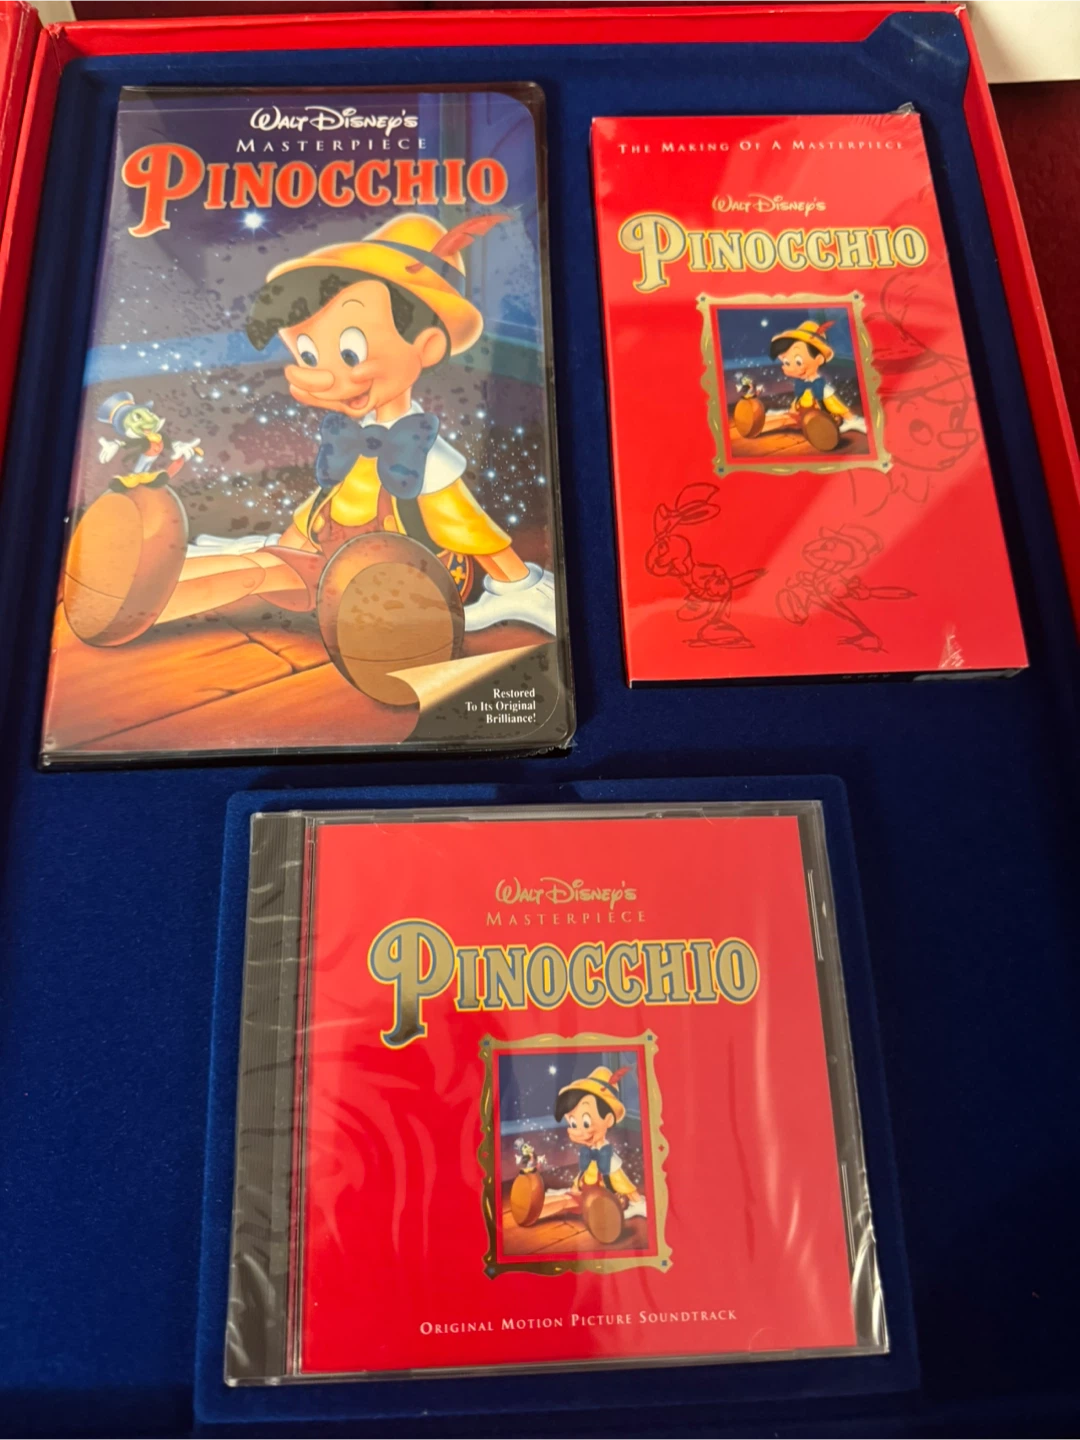 Walt Disney's
Masterpiece
Pinocchio
Restored
To Its Original
Brilliance!
The Making Of A Masterpiece
Walt Disney's
Pinocchio
Walt Disney's
Masterpiece
Pinocchio
Original Motion Picture Soundtrack